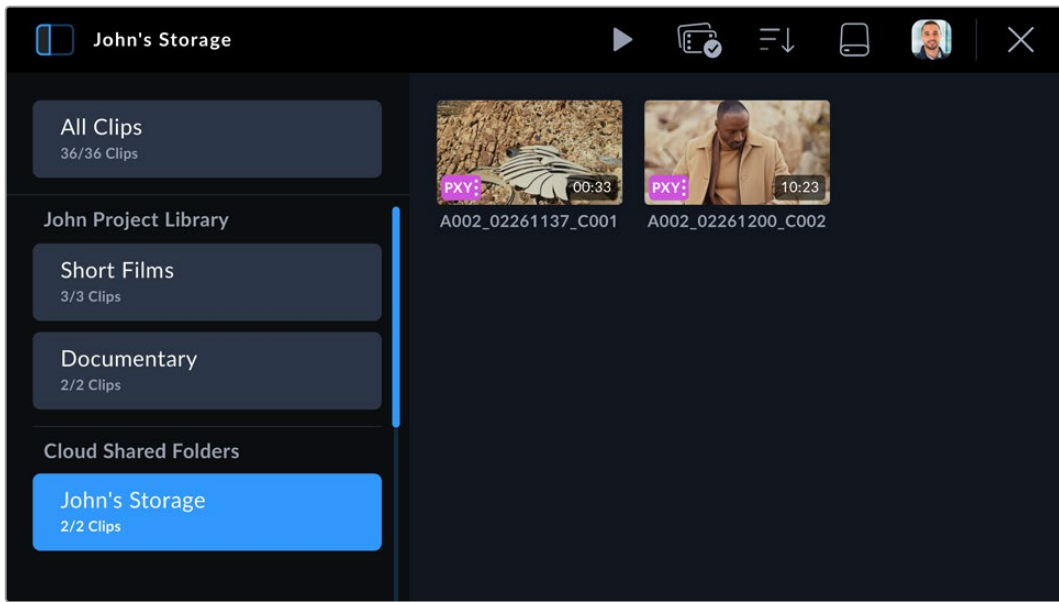 John's Storage
All Clips
36/36 Clips
John Project Library
Short Films
3/3 Clips
Documentary
2/2 Clips
Cloud Shared Folders
John's Storage
2/2 Clips
PXY 00:33
PXY 10:23
A002_02261137_C001
A002_02261200_C002